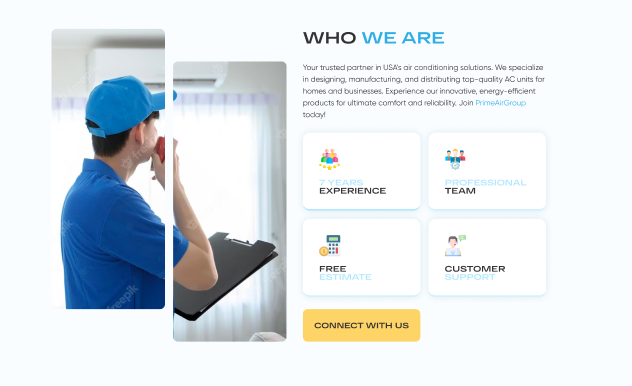 WHO WE ARE
Your trusted partner in USA's air conditioning solutions. We specialize
in designing, manufacturing, and distributing top-quality AC units for
homes and businesses. Experience our innovative, energy-efficient
products for ultimate comfort and reliability. Join PrimeAirGroup
today!
7 YEARS
EXPERIENCE
PROFESSIONAL
TEAM
FREE
ESTIMATE
CUSTOMER
SUPPORT
CONNECT WITH US